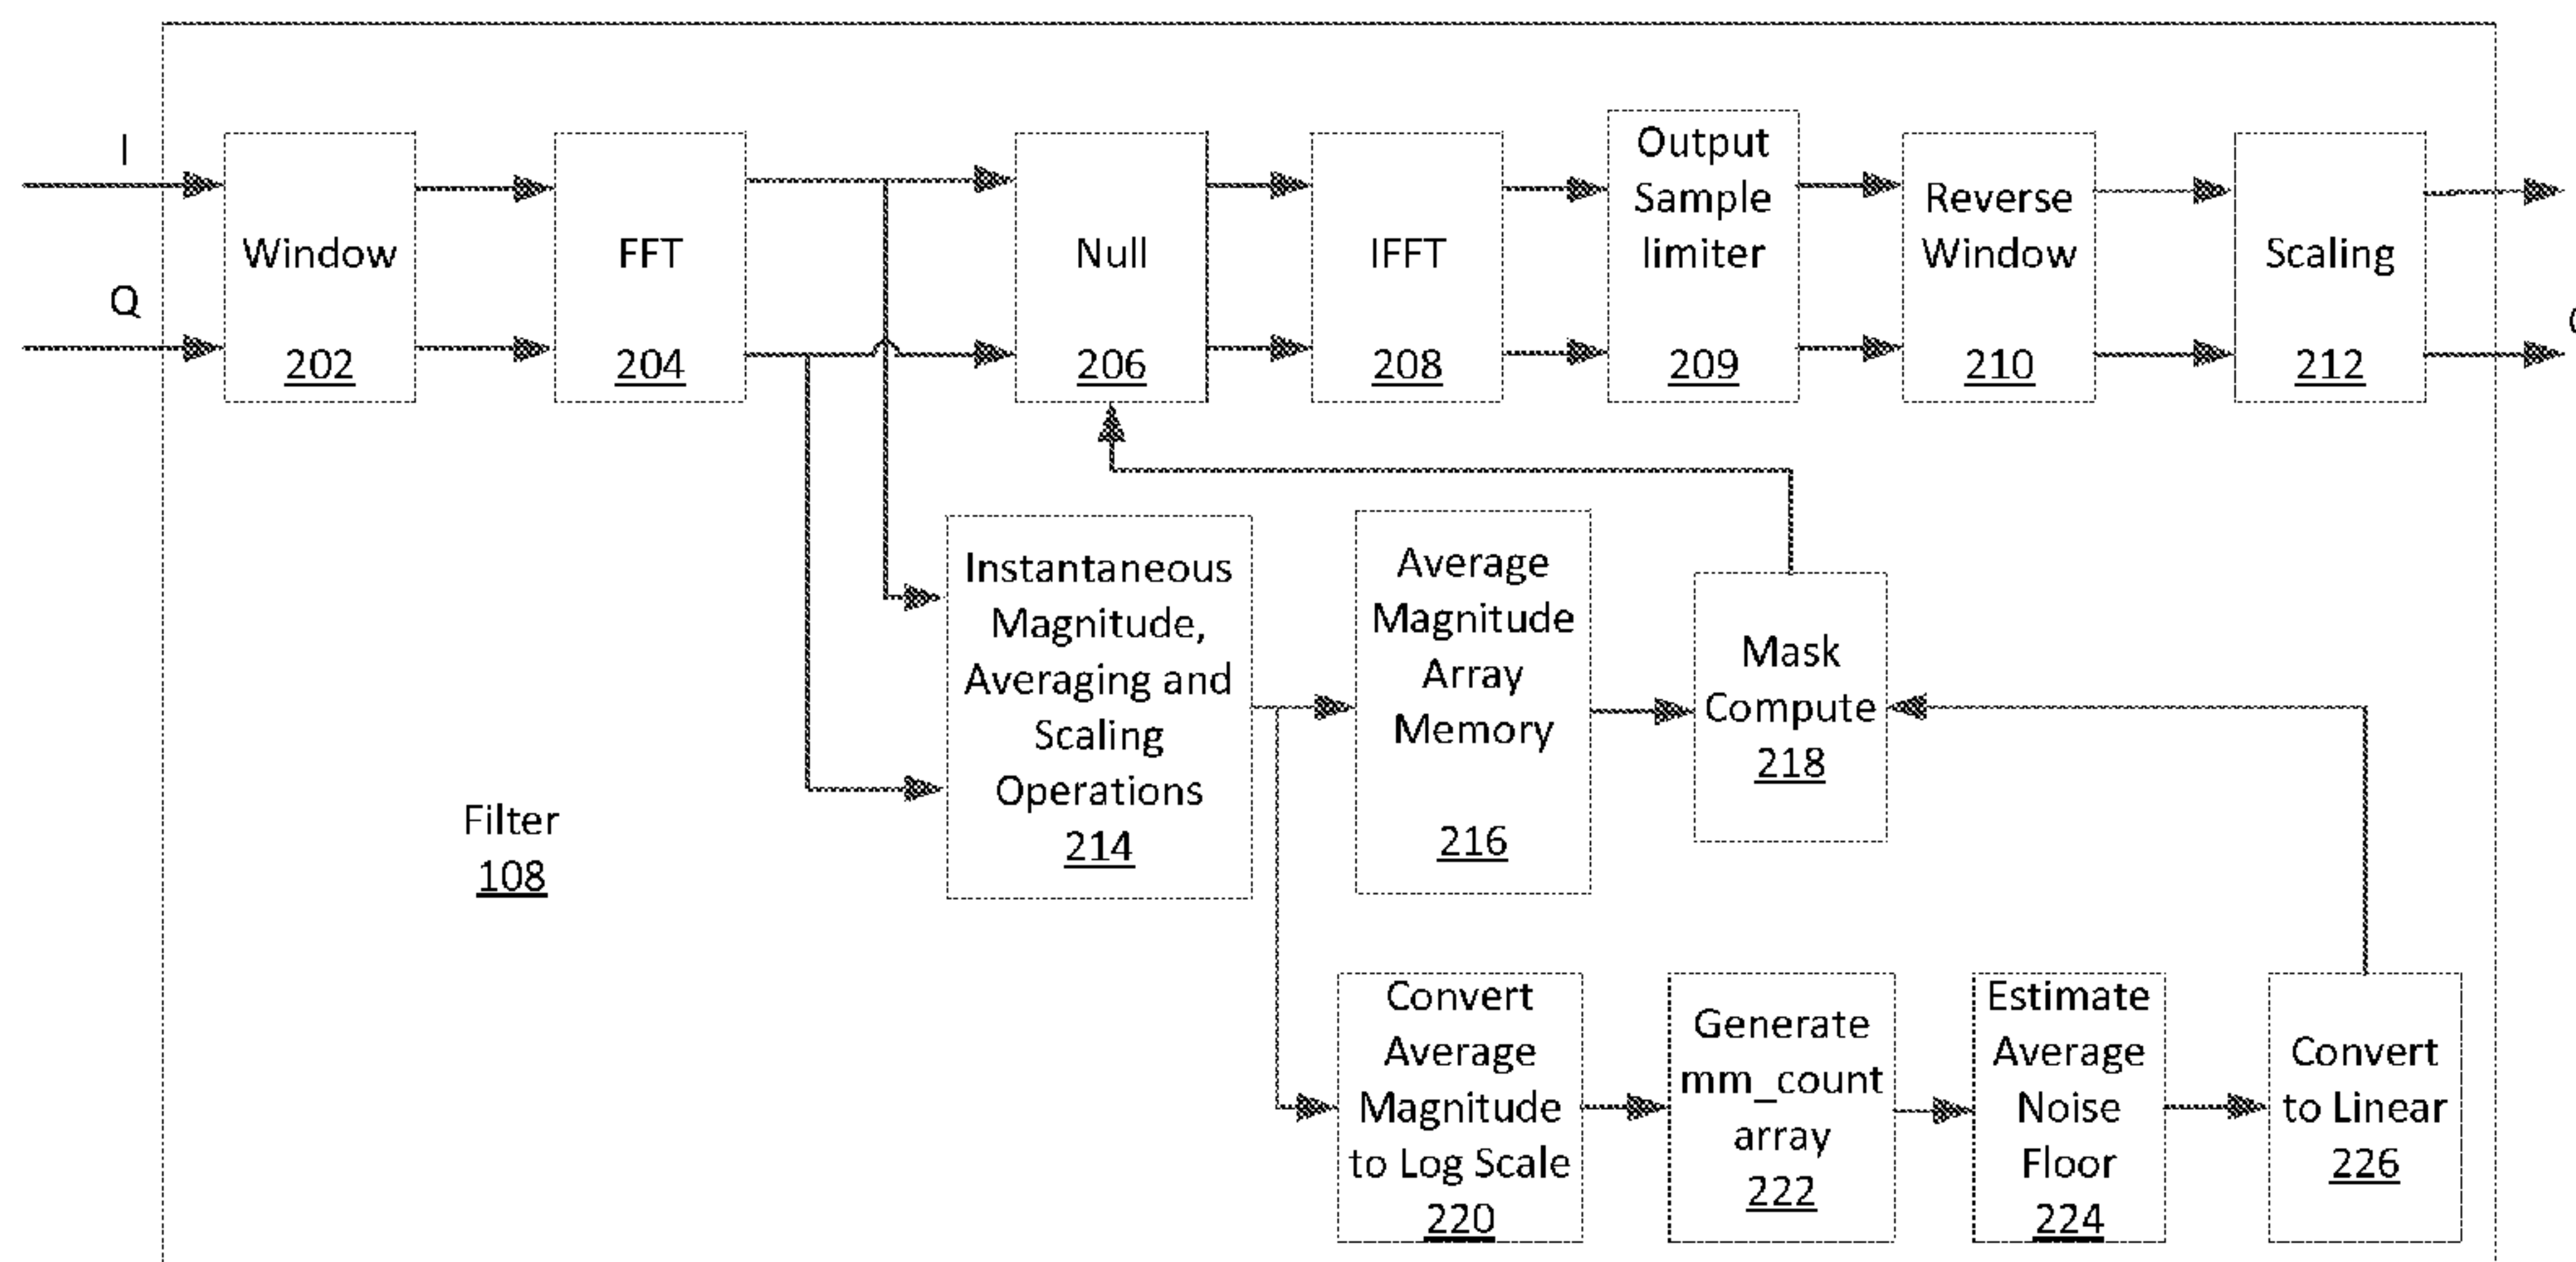 I
Q
Window
202
FFT
204
Null
206
IFFT
208
Output
Sample
limiter
209
Reverse
Window
210
Scaling
212
Instantaneous
Magnitude,
Averaging and
Scaling
Operations
214
Average
Magnitude
Array
Memory
216
Mask
Compute
218
Filter
108
Convert
Average
Magnitude
to Log Scale
220
Generate
mm_count
array
222
Estimate
Average
Noise
Floor
224
Convert
to Linear
226